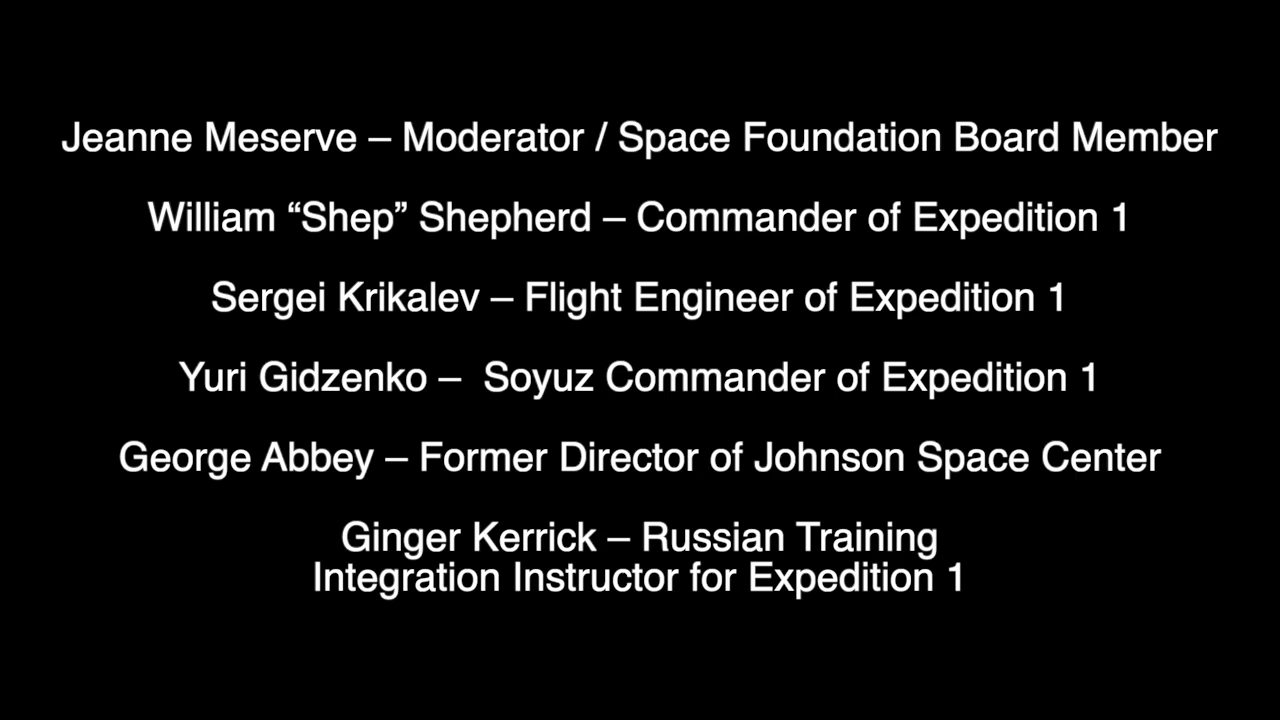 Jeanne Meserve – Moderator / Space Foundation Board Member
William “Shep” Shepherd – Commander of Expedition 1
Sergei Krikalev – Flight Engineer of Expedition 1
Yuri Gidzenko –  Soyuz Commander of Expedition 1
George Abbey – Former Director of Johnson Space Center
Ginger Kerrick – Russian Training
Integration Instructor for Expedition 1